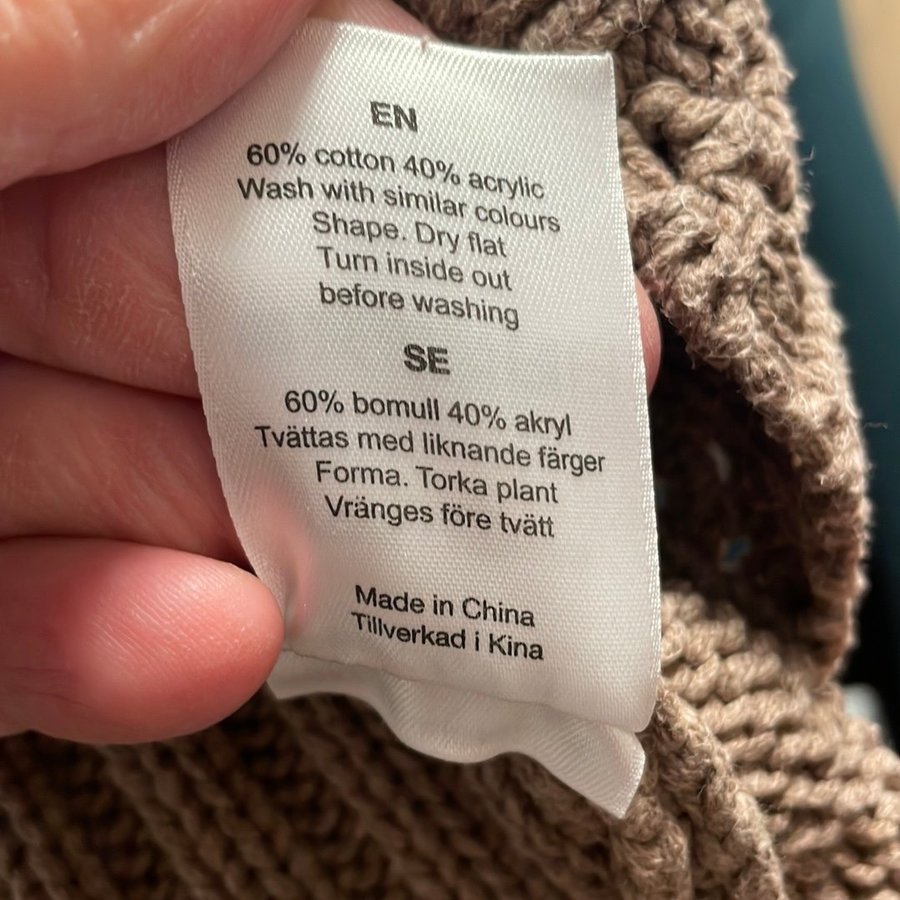 EN
60% cotton 40% acrylic
Wash with similar colours
Shape. Dry flat
Turn inside out
before washing
SE
60% bomull 40% akryl
Tvättas med liknande färger
Forma. Torka plant
Vränges före tvätt
Made in China
Tillverkad i Kina